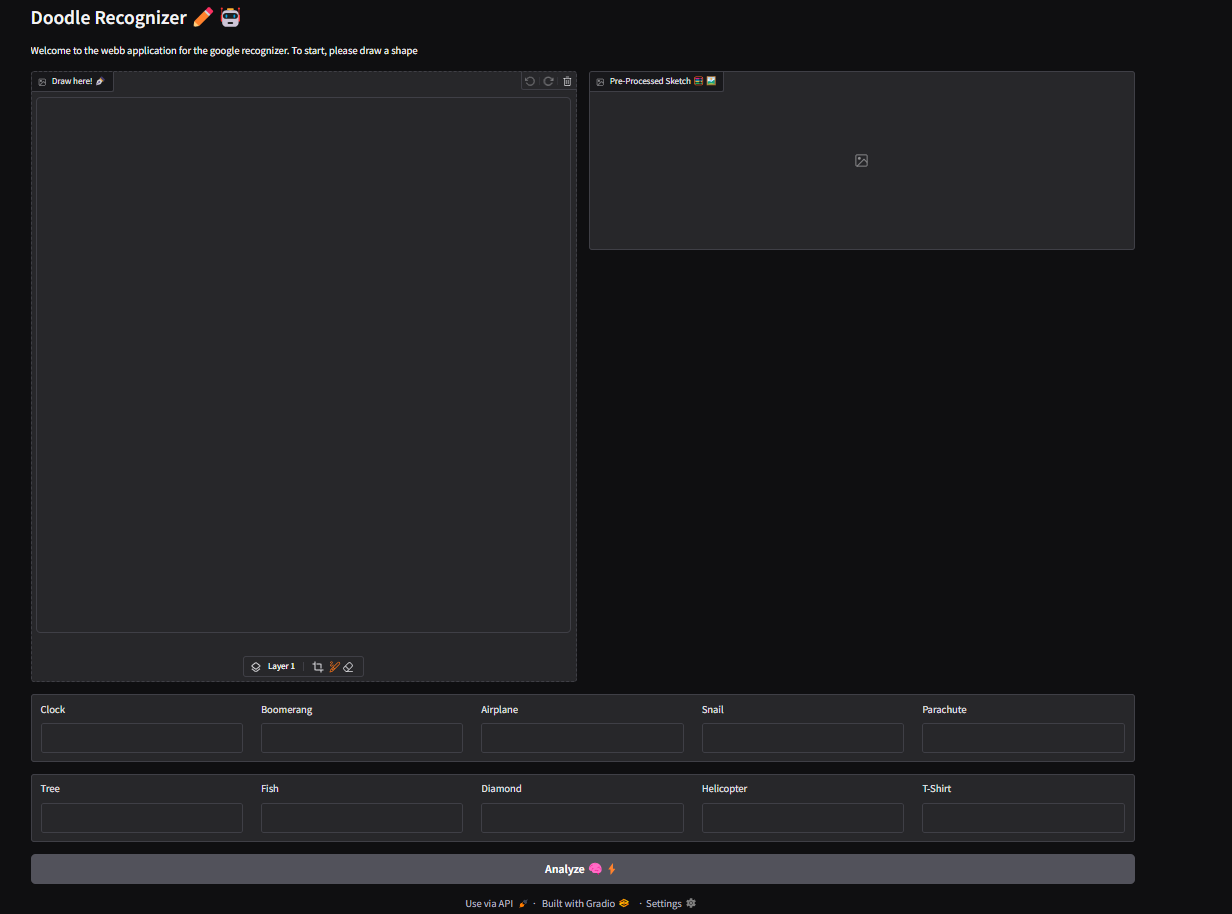 Doodle Recognizer ✏️ 🤖
Welcome to the webb application for the google recognizer. To start, please draw a shape
Draw here!
Pre-Processed Sketch
Layer 1
Clock Boomerang Airplane Snail Parachute
Tree Fish Diamond Helicopter T-Shirt
Analyze 🧠⚡
Use via API · Built with Gradio · Settings